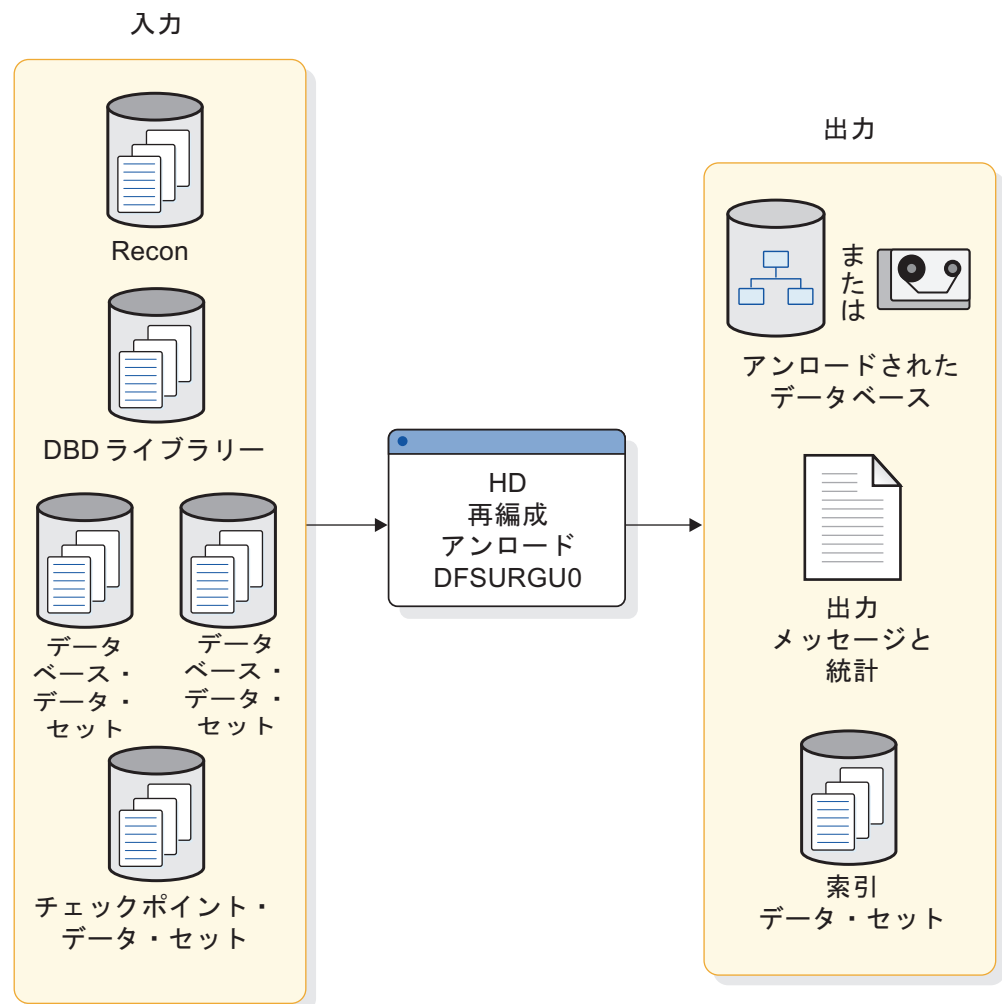 入力
Recon
DBD ライブラリー
データ
ベース・
データ・
セット
データ
ベース・
データ・
セット
チェックポイント・
データ・セット
HD
再編成
アンロード
DFSURGU0
出力
または
アンロードされた
データベース
出力
メッセージと
統計
索引
データ・セット